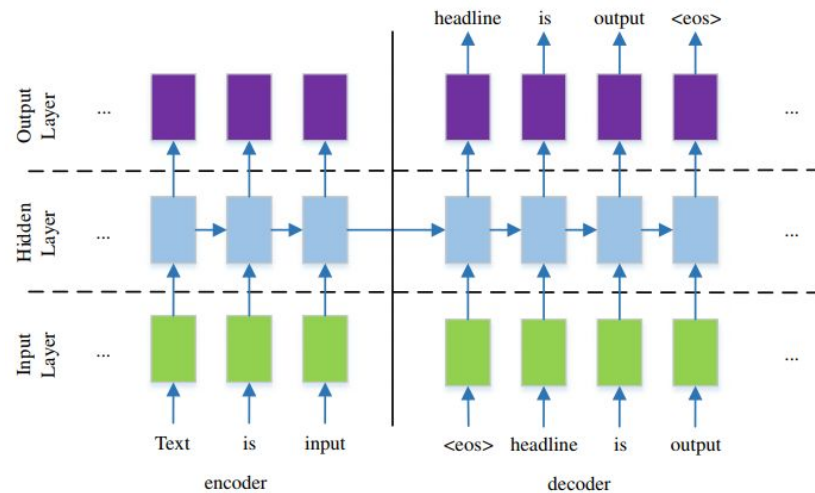 headline is output <eos>
Output Layer
... ...
Hidden Layer
... ...
Input Layer
... ...
Text is input <eos> headline is output
encoder decoder